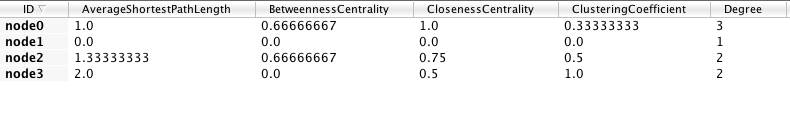 ID AverageShortestPathLength BetweennessCentrality ClosenessCentrality ClusteringCoefficient Degree
node0 1.0 0.66666667 1.0 0.33333333 3
node1 0.0 0.0 0.0 0.0 1
node2 1.33333333 0.66666667 0.75 0.5 2
node3 2.0 0.0 0.5 1.0 2